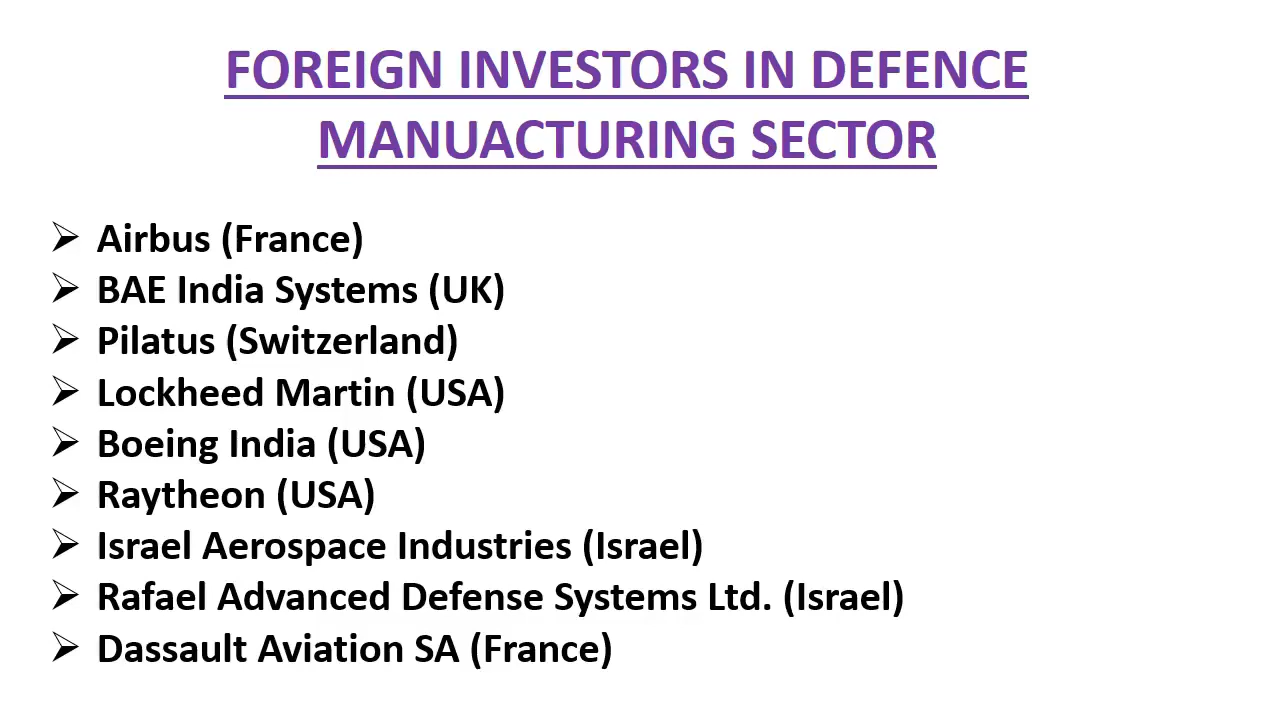 FOREIGN INVESTORS IN DEFENCE
MANUACTURING SECTOR
➢ Airbus (France)
➢ BAE India Systems (UK)
➢ Pilatus (Switzerland)
➢ Lockheed Martin (USA)
➢ Boeing India (USA)
➢ Raytheon (USA)
➢ Israel Aerospace Industries (Israel)
➢ Rafael Advanced Defense Systems Ltd. (Israel)
➢ Dassault Aviation SA (France)